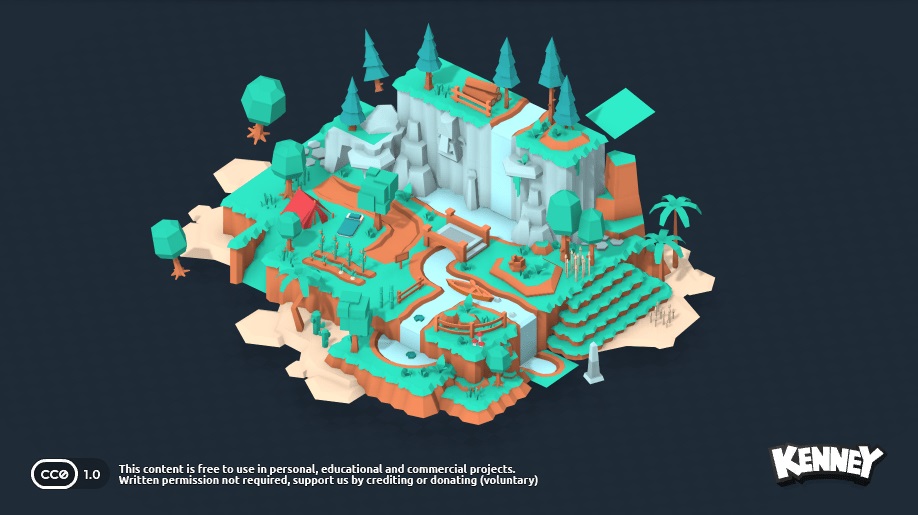 CC0 1.0
This content is free to use in personal, educational and commercial projects.
Written permission not required, support us by crediting or donating (voluntary)
KENNEY